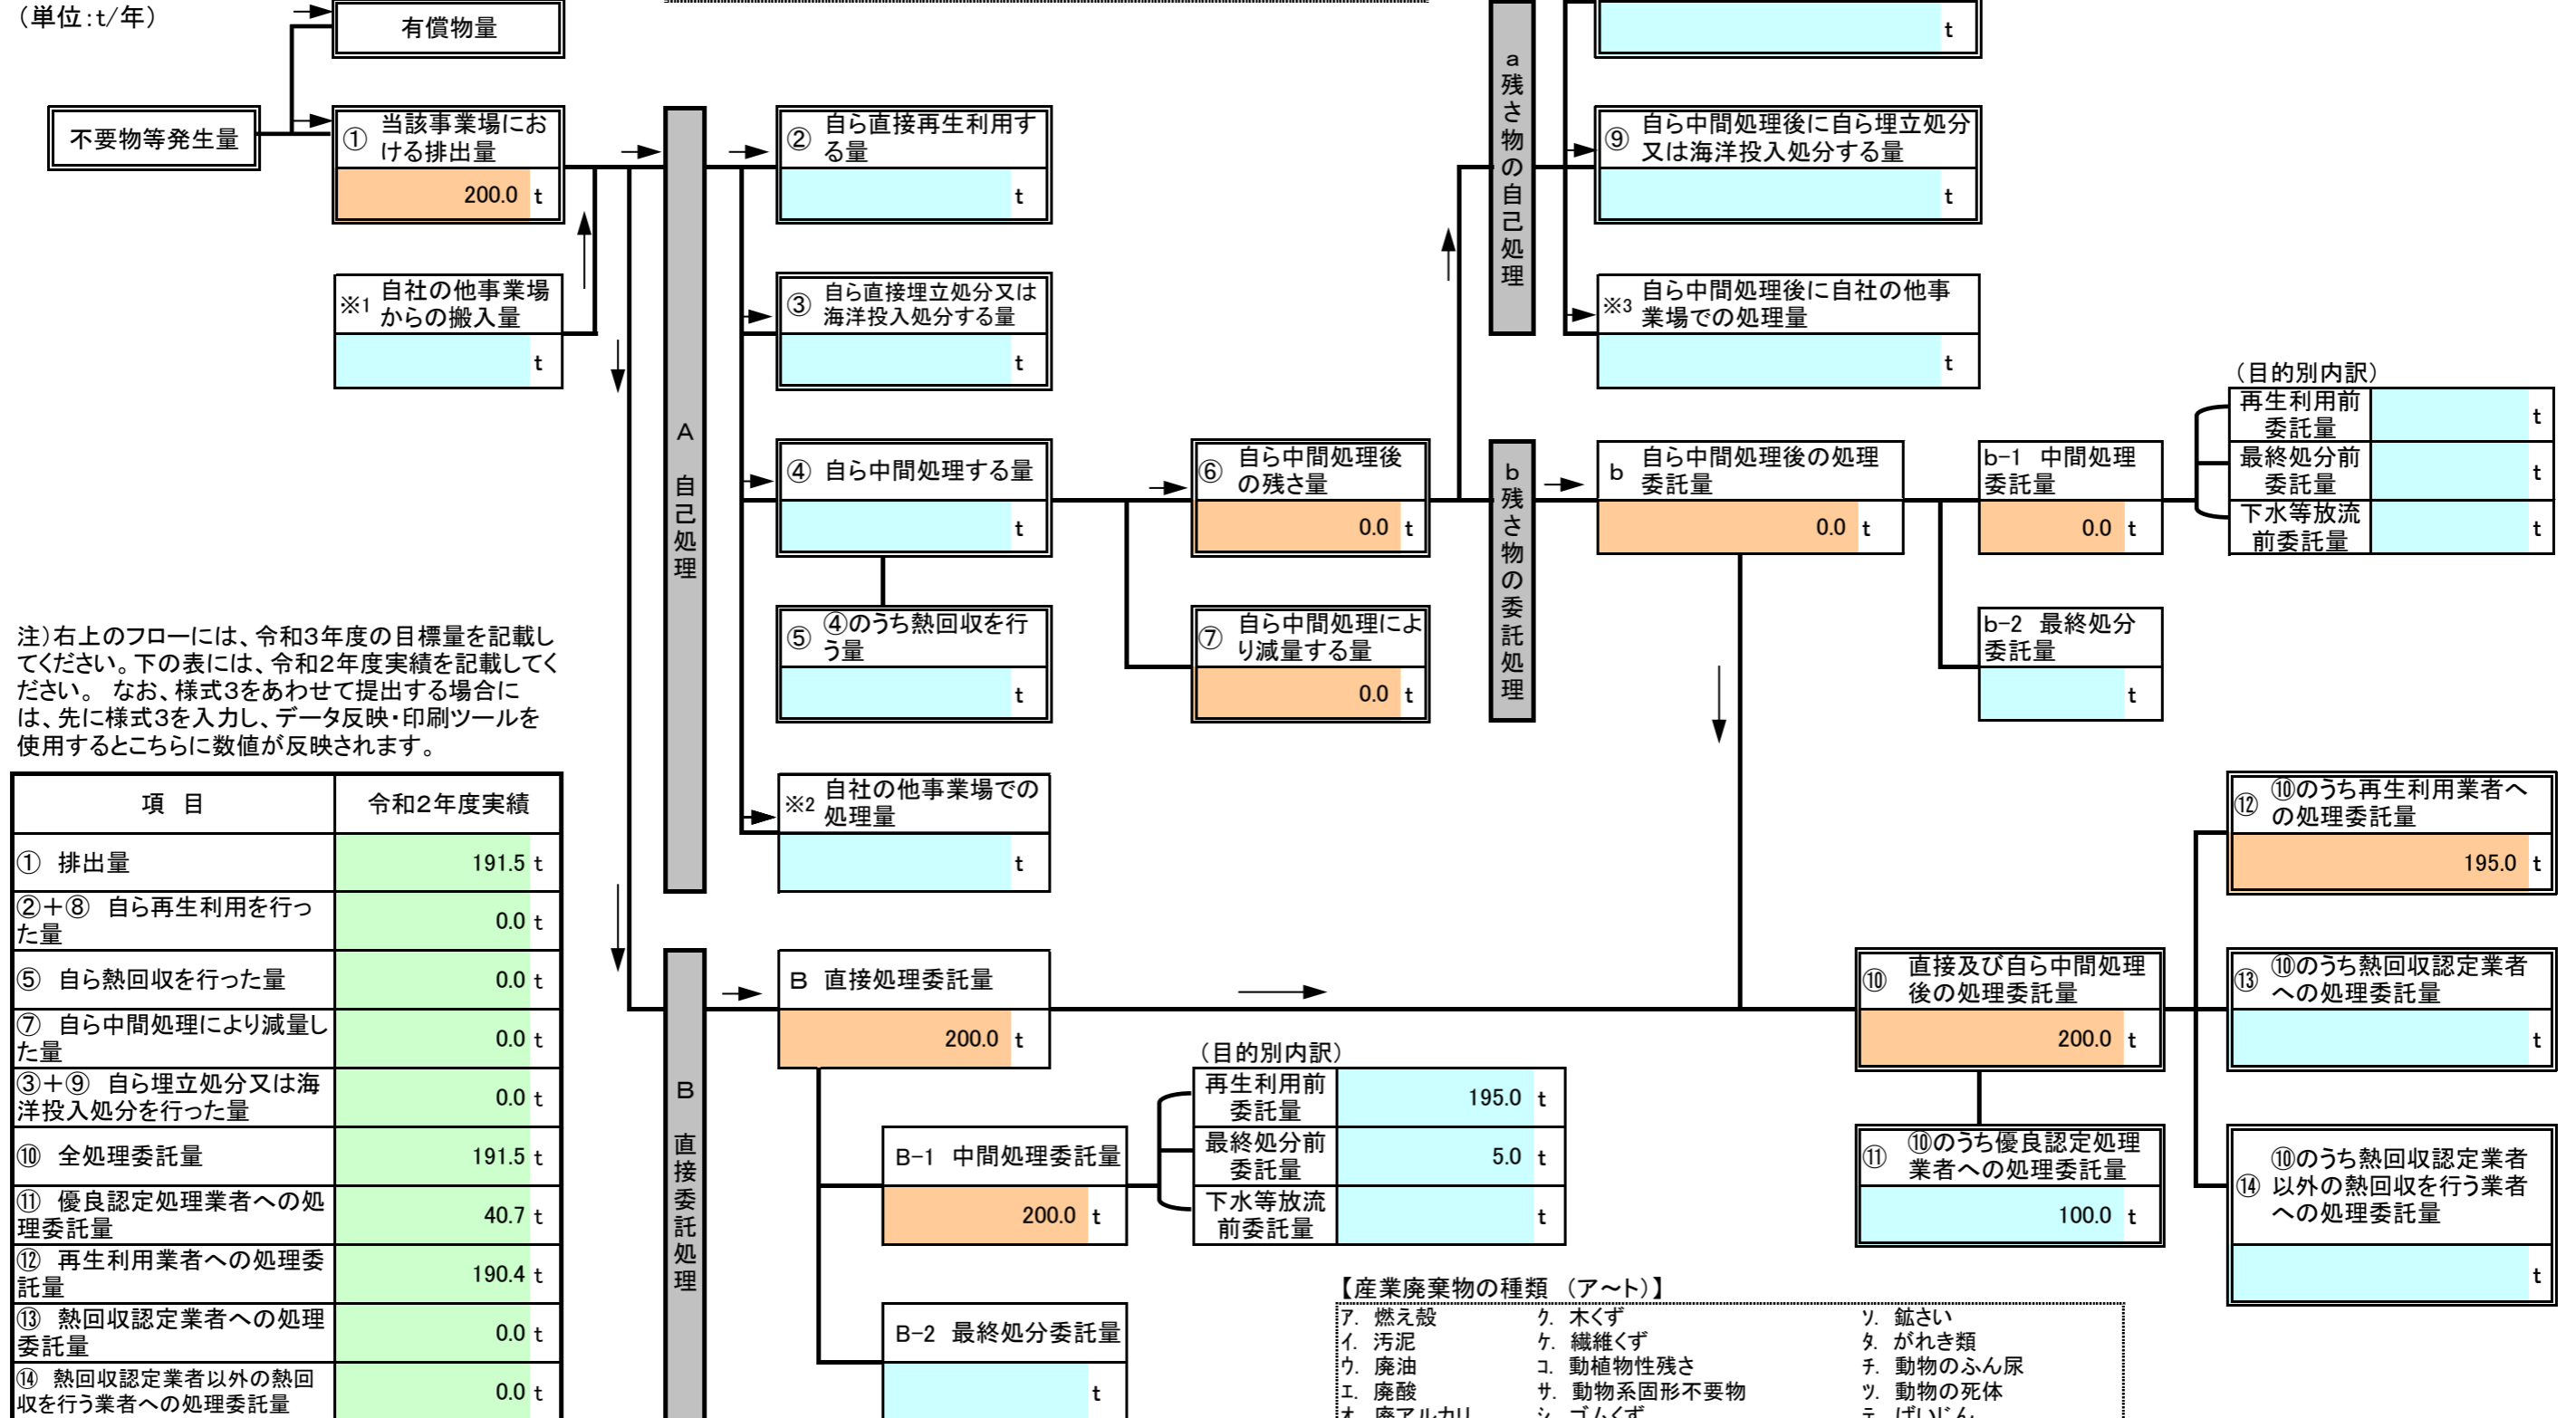 （単位：t/年）
有償物量
不要物等発生量
① 当該事業場にお
ける排出量
200.0 t
※1 自社の他事業場
からの搬入量
t
A 自己処理
② 自ら直接再生利用す
る量
t
③ 自ら直接埋立処分又は
海洋投入処分する量
t
④ 自ら中間処理する量
t
⑤ ④のうち熱回収を行
う量
t
※2 自社の他事業場での
処理量
t
⑥ 自ら中間処理後
の残さ量
0.0 t
⑦ 自ら中間処理によ
り減量する量
0.0 t
a 残さ物の自己処理
t
⑨ 自ら中間処理後に自ら埋立処分
又は海洋投入処分する量
t
※3 自ら中間処理後に自社の他事
業場での処理量
t
b 残さ物の委託処理
b 自ら中間処理後の処理
委託量
0.0 t
b-1 中間処理
委託量
0.0 t
b-2 最終処分
委託量
t
（目的別内訳）
再生利用前
委託量
t
最終処分前
委託量
t
下水等放流
前委託量
t
注）右上のフローには、令和３年度の目標量を記載し
てください。下の表には、令和２年度実績を記載してく
ださい。 なお、様式３をあわせて提出する場合に
は、先に様式３を入力し、データ反映・印刷ツールを
使用するとこちらに数値が反映されます。
項 目 令和２年度実績
① 排出量 191.5 t
②＋⑧ 自ら再生利用を行っ
た量 0.0 t
⑤ 自ら熱回収を行った量 0.0 t
⑦ 自ら中間処理により減量し
た量 0.0 t
③＋⑨ 自ら埋立処分又は海
洋投入処分を行った量 0.0 t
⑩ 全処理委託量 191.5 t
⑪ 優良認定処理業者への処
理委託量 40.7 t
⑫ 再生利用業者への処理委
託量 190.4 t
⑬ 熱回収認定業者への処理
委託量 0.0 t
⑭ 熱回収認定業者以外の熱回
収を行う業者への処理委託量 0.0 t
B 直接委託処理
B 直接処理委託量
200.0 t
B-1 中間処理委託量
200.0 t
B-2 最終処分委託量
t
（目的別内訳）
再生利用前
委託量
195.0 t
最終処分前
委託量
5.0 t
下水等放流
前委託量
t
⑩ 直接及び自ら中間処理
後の処理委託量
200.0 t
⑪ ⑩のうち優良認定処理
業者への処理委託量
100.0 t
⑫ ⑩のうち再生利用業者へ
の処理委託量
195.0 t
⑬ ⑩のうち熱回収認定業者
への処理委託量
t
⑭ ⑩のうち熱回収認定業者
以外の熱回収を行う業者
への処理委託量
t
【産業廃棄物の種類 （ア～ト）】
ｱ. 燃え殻 ｸ. 木くず ｿ. 鉱さい
ｲ. 汚泥 ｹ. 繊維くず ﾀ. がれき類
ｳ. 廃油 ｺ. 動植物性残さ ﾁ. 動物のふん尿
ｴ. 廃酸 ｻ. 動物系固形不要物 ﾂ. 動物の死体
ｵ. 廃アルカリ ｼ. ゴムくず ﾃ. ばいじん